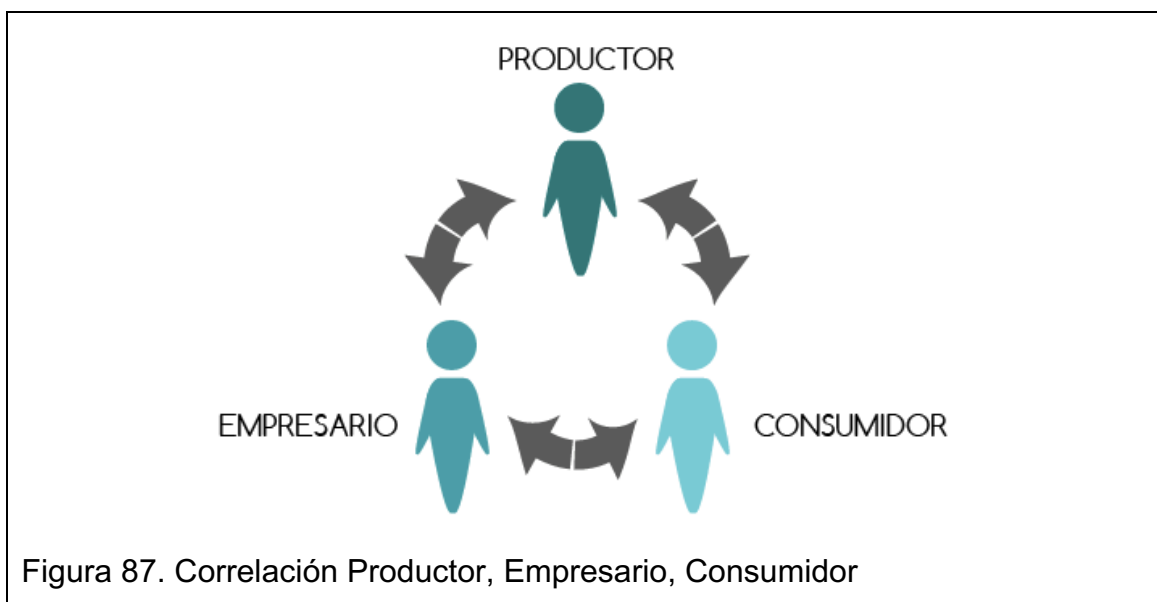 PRODUCTOR
EMPRESARIO
CONSUMIDOR
Figura 87. Correlación Productor, Empresario, Consumidor